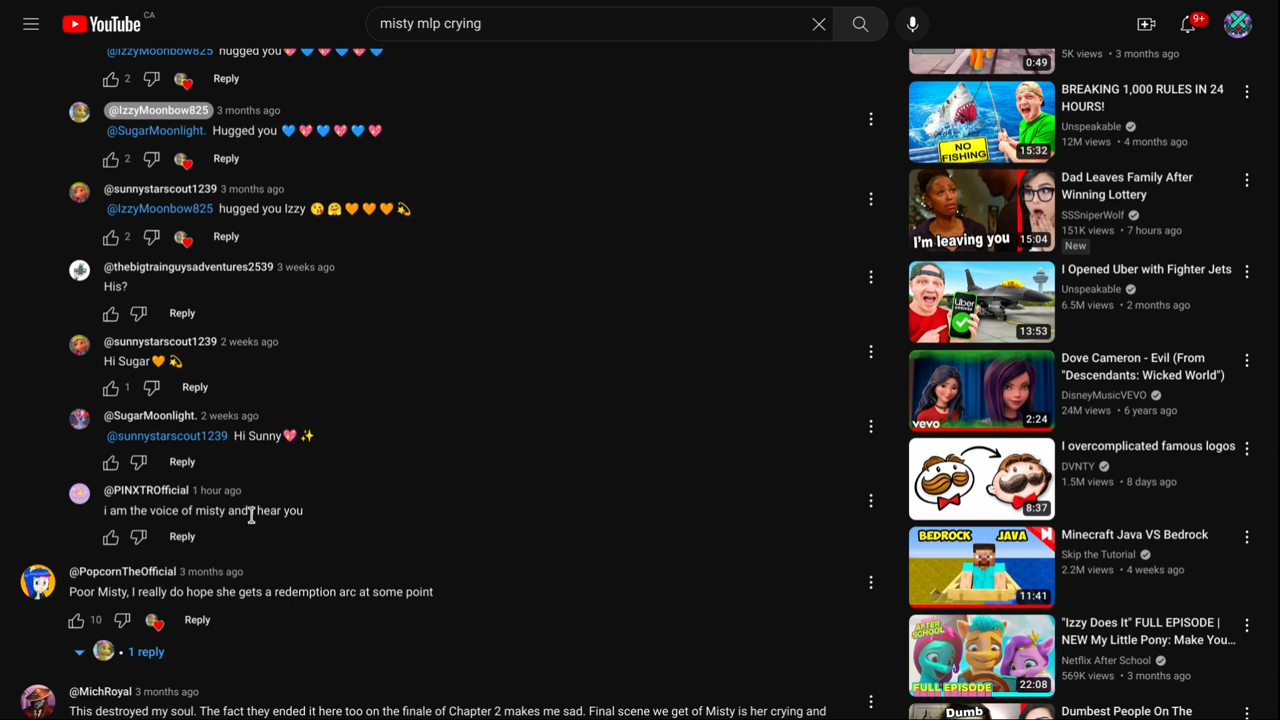 YouTube CA
misty mlp crying
9+
@IzzyMoonbow825 hugged you💖💙💖💙💖💙
2 Reply
@IzzyMoonbow825 3 months ago
@SugarMoonlight. Hugged you 💙💖💙💖💙💖
2 Reply
@sunnystarscout1239 3 months ago
@IzzyMoonbow825 hugged you Izzy 😘🤗🧡🧡🧡💫
2 Reply
@thebigtrainguysadventures2539 3 weeks ago
His?
Reply
@sunnystarscout1239 2 weeks ago
Hi Sugar🧡💫
1 Reply
@SugarMoonlight. 2 weeks ago
@sunnystarscout1239 Hi Sunny💖✨
Reply
@PINXTROfficial 1 hour ago
i am the voice of misty and hear you
Reply
@PopcornTheOfficial 3 months ago
Poor Misty, I really do hope she gets a redemption arc at some point
10 Reply
• 1 reply
@MichRoyal 3 months ago
This destroyed my soul. The fact they ended it here too on the finale of Chapter 2 makes me sad. Final scene we get of Misty is her crying and
0:49
5K views • 3 months ago
NO
FISHING
15:32
BREAKING 1,000 RULES IN 24
HOURS!
Unspeakable
12M views • 4 months ago
I'm leaving you
15:04
Dad Leaves Family After
Winning Lottery
SSSniperWolf
151K views • 7 hours ago
New
Uber
13:53
I Opened Uber with Fighter Jets
Unspeakable
6.5M views • 2 months ago
vevo
2:24
Dove Cameron - Evil (From
"Descendants: Wicked World")
DisneyMusicVEVO
24M views • 6 years ago
8:37
I overcomplicated famous logos
DVNTY
1.5M views • 8 days ago
BEDROCK JAVA
11:41
Minecraft Java VS Bedrock
Skip the Tutorial
2.2M views • 4 weeks ago
AFTER
SCHOOL
FULL EPISODE
22:08
"Izzy Does It" FULL EPISODE |
NEW My Little Pony: Make You...
Netflix After School
569K views • 3 months ago
Dumb
Dumbest People On The